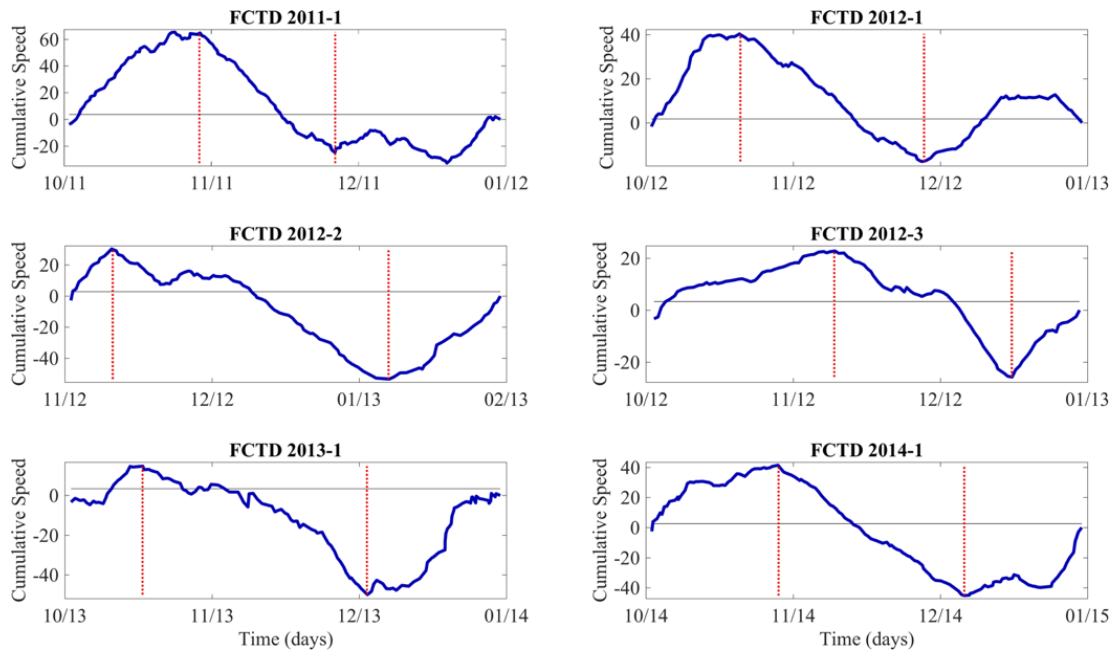 FCTD 2011-1
Cumulative Speed
60
40
20
0
-20
10/11 11/11 12/11 01/12
FCTD 2012-1
Cumulative Speed
40
20
0
10/12 11/12 12/12 01/13
FCTD 2012-2
Cumulative Speed
20
0
-20
-40
11/12 12/12 01/13 02/13
FCTD 2012-3
Cumulative Speed
20
0
-20
10/12 11/12 12/12 01/13
FCTD 2013-1
Cumulative Speed
0
-20
-40
10/13 11/13 12/13 01/14
Time (days)
FCTD 2014-1
Cumulative Speed
40
20
0
-20
-40
10/14 11/14 12/14 01/15
Time (days)